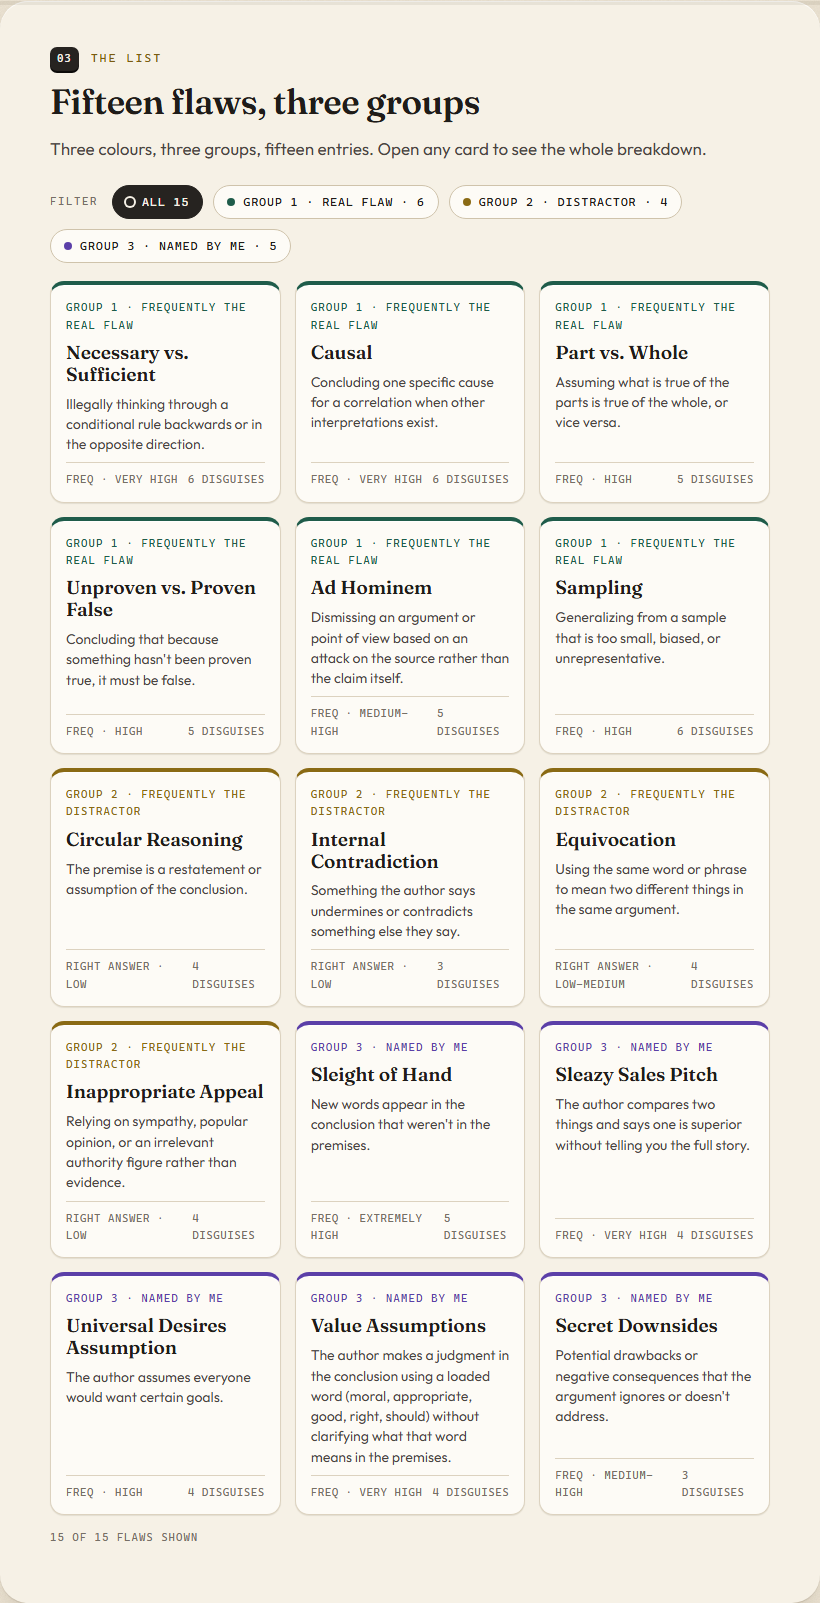 03 THE LIST
Fifteen flaws, three groups
Three colours, three groups, fifteen entries. Open any card to see the whole breakdown.
FILTER ALL 15 GROUP 1 · REAL FLAW · 6 GROUP 2 · DISTRACTOR · 4
GROUP 3 · NAMED BY ME · 5
GROUP 1 · FREQUENTLY THE
REAL FLAW
Necessary vs.
Sufficient
Illegally thinking through a
conditional rule backwards or in
the opposite direction.
FREQ · VERY HIGH 6 DISGUISES
GROUP 1 · FREQUENTLY THE
REAL FLAW
Causal
Concluding one specific cause
for a correlation when other
interpretations exist.
FREQ · VERY HIGH 6 DISGUISES
GROUP 1 · FREQUENTLY THE
REAL FLAW
Part vs. Whole
Assuming what is true of the
parts is true of the whole, or
vice versa.
FREQ · HIGH 5 DISGUISES
GROUP 1 · FREQUENTLY THE
REAL FLAW
Unproven vs. Proven
False
Concluding that because
something hasn't been proven
true, it must be false.
FREQ · HIGH 5 DISGUISES
GROUP 1 · FREQUENTLY THE
REAL FLAW
Ad Hominem
Dismissing an argument or
point of view based on an
attack on the source rather than
the claim itself.
FREQ · MEDIUM– 5
HIGH DISGUISES
GROUP 1 · FREQUENTLY THE
REAL FLAW
Sampling
Generalizing from a sample
that is too small, biased, or
unrepresentative.
FREQ · HIGH 6 DISGUISES
GROUP 2 · FREQUENTLY THE
DISTRACTOR
Circular Reasoning
The premise is a restatement or
assumption of the conclusion.
RIGHT ANSWER · 4
LOW DISGUISES
GROUP 2 · FREQUENTLY THE
DISTRACTOR
Internal
Contradiction
Something the author says
undermines or contradicts
something else they say.
RIGHT ANSWER · 3
LOW DISGUISES
GROUP 2 · FREQUENTLY THE
DISTRACTOR
Equivocation
Using the same word or phrase
to mean two different things in
the same argument.
RIGHT ANSWER · 4
LOW–MEDIUM DISGUISES
GROUP 2 · FREQUENTLY THE
DISTRACTOR
Inappropriate Appeal
Relying on sympathy, popular
opinion, or an irrelevant
authority figure rather than
evidence.
RIGHT ANSWER · 4
LOW DISGUISES
GROUP 3 · NAMED BY ME
Sleight of Hand
New words appear in the
conclusion that weren't in the
premises.
FREQ · EXTREMELY 5
HIGH DISGUISES
GROUP 3 · NAMED BY ME
Sleazy Sales Pitch
The author compares two
things and says one is superior
without telling you the full story.
FREQ · VERY HIGH 4 DISGUISES
GROUP 3 · NAMED BY ME
Universal Desires
Assumption
The author assumes everyone
would want certain goals.
FREQ · HIGH 4 DISGUISES
GROUP 3 · NAMED BY ME
Value Assumptions
The author makes a judgment in
the conclusion using a loaded
word (moral, appropriate,
good, right, should) without
clarifying what that word
means in the premises.
FREQ · VERY HIGH 4 DISGUISES
GROUP 3 · NAMED BY ME
Secret Downsides
Potential drawbacks or
negative consequences that the
argument ignores or doesn't
address.
FREQ · MEDIUM– 3
HIGH DISGUISES
15 OF 15 FLAWS SHOWN